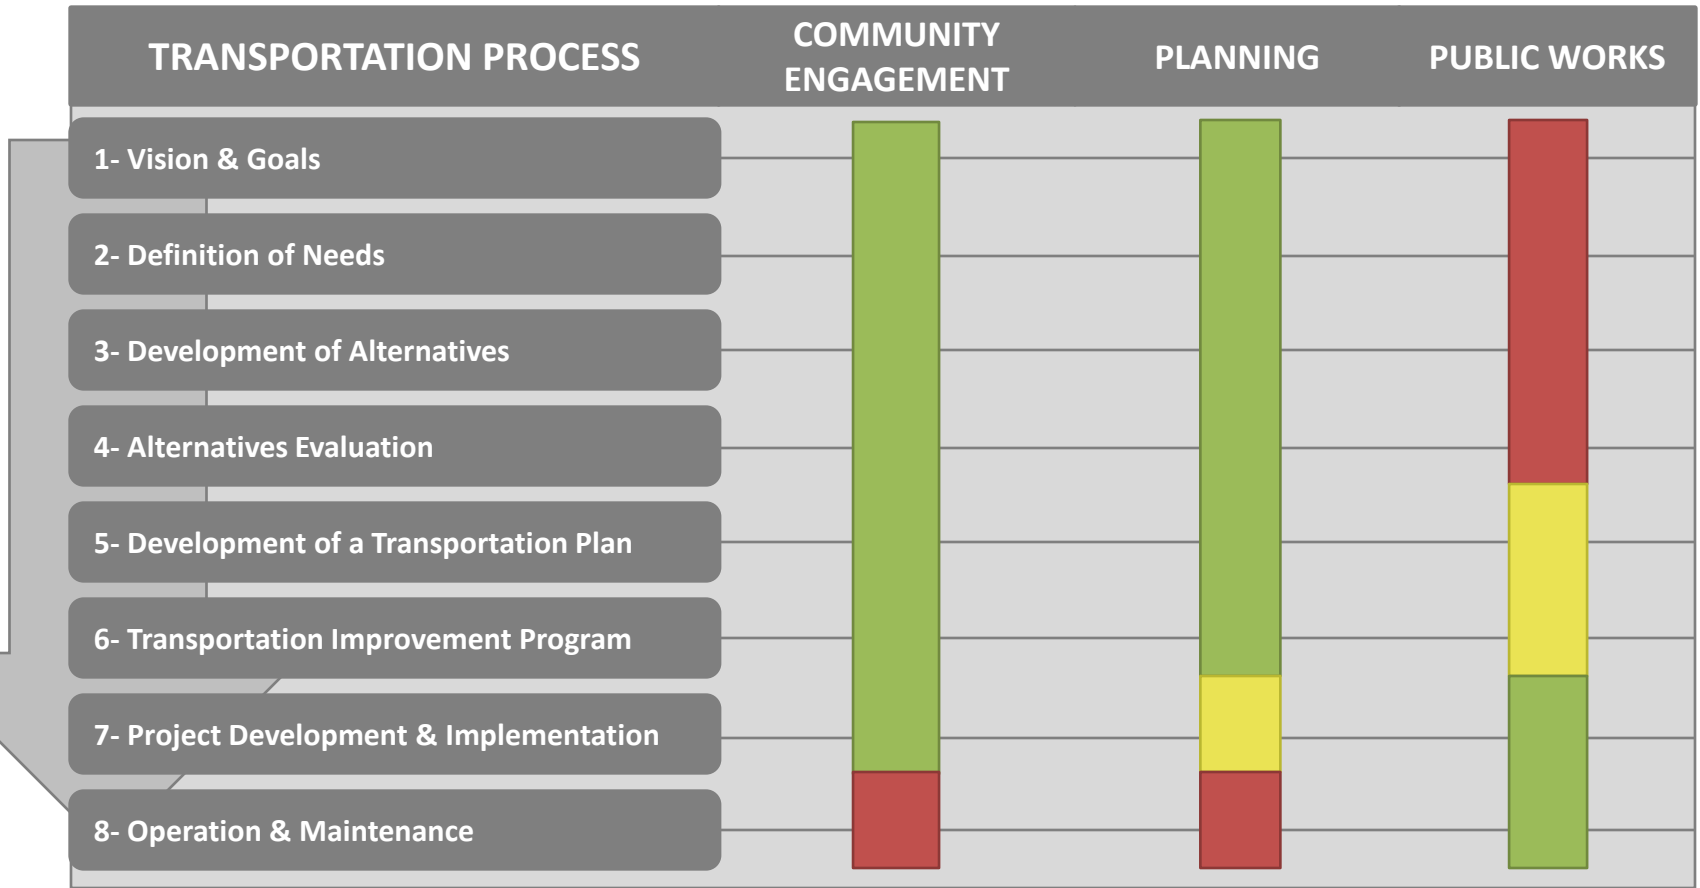 TRANSPORTATION PROCESS
COMMUNITY
ENGAGEMENT
PLANNING
PUBLIC WORKS
1- Vision & Goals
2- Definition of Needs
3- Development of Alternatives
4- Alternatives Evaluation
5- Development of a Transportation Plan
6- Transportation Improvement Program
7- Project Development & Implementation
8- Operation & Maintenance